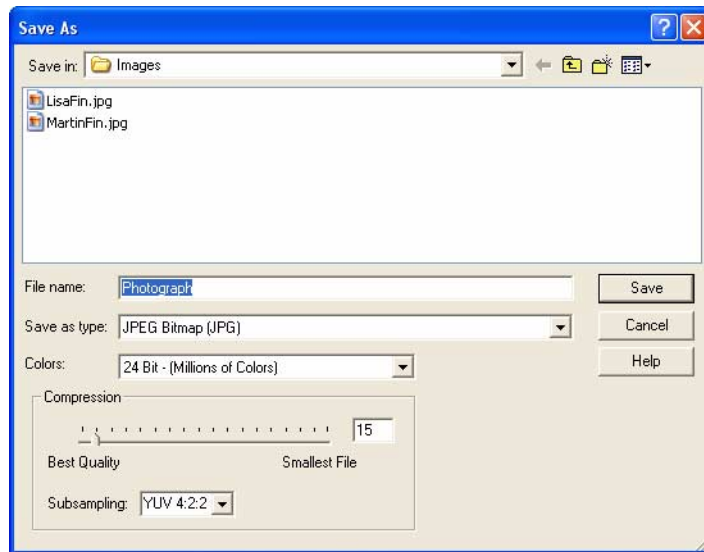 Save As
Save in: Images
LisaFin.jpg
MartinFin.jpg
File name: Photograph Save
Save as type: JPEG Bitmap (JPG) Cancel
Colors: 24 Bit - (Millions of Colors) Help
Compression
15
Best Quality Smallest File
Subsampling: YUV 4:2:2